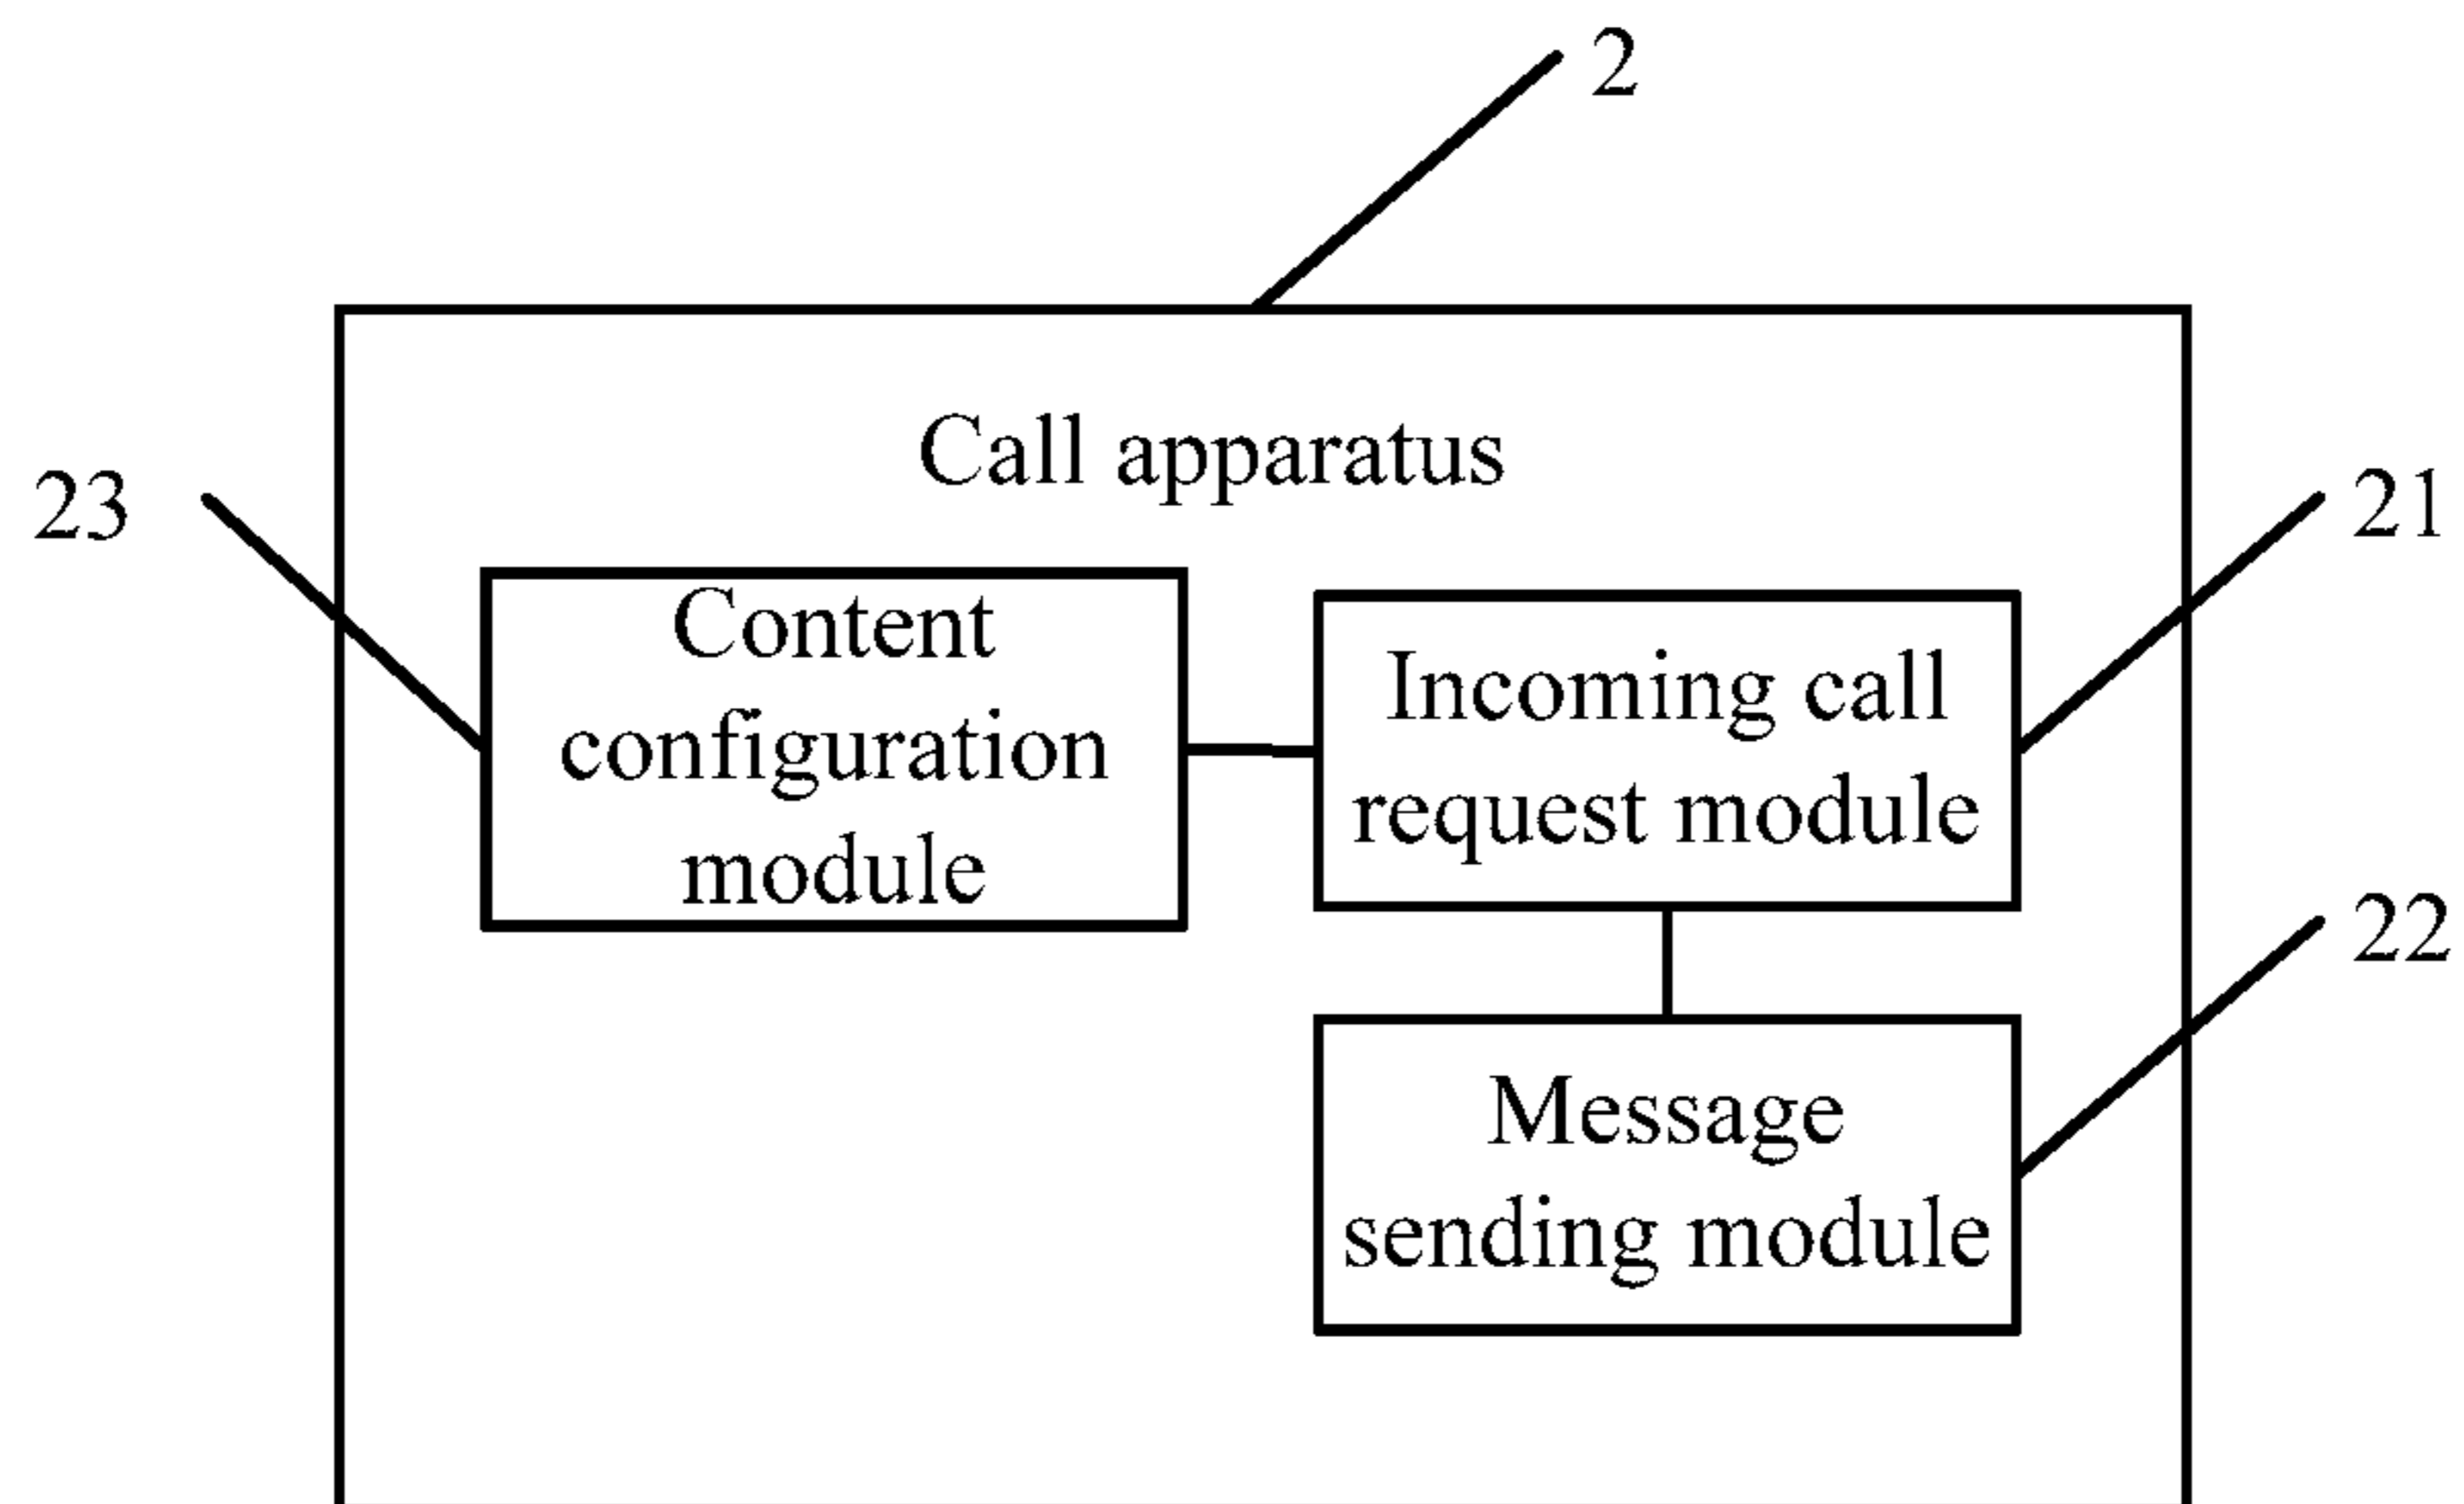 2
Call apparatus
23
21
Content
configuration
module
Incoming call
request module
22
Message
sending module